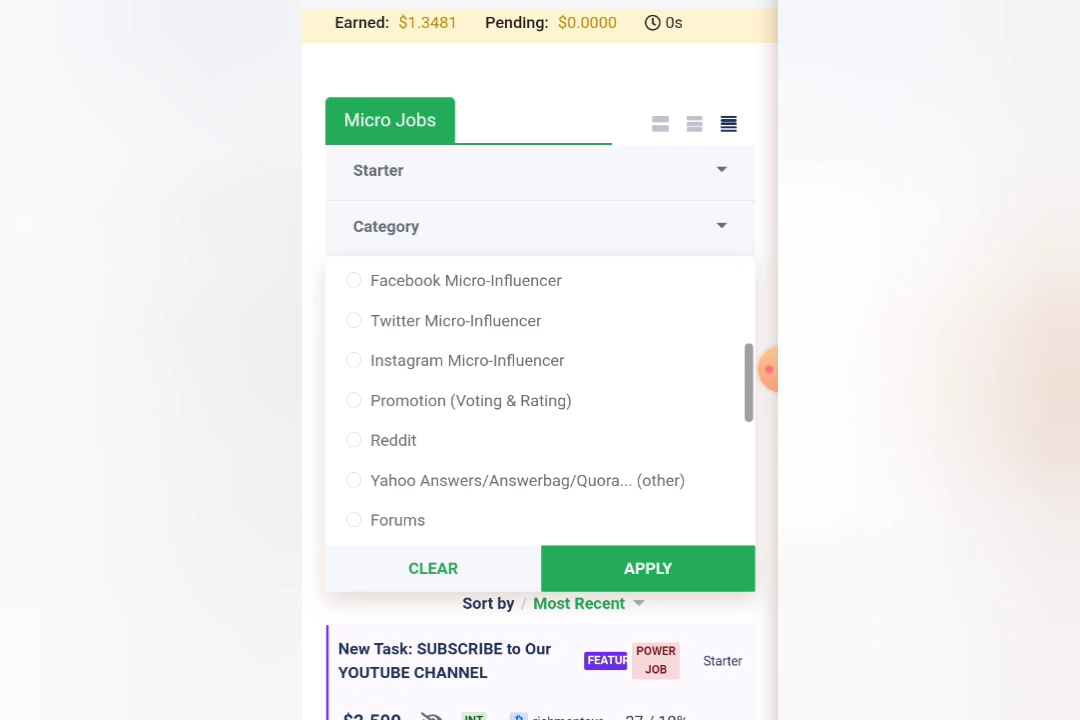 Earned: $1.3481 Pending: $0.0000 0s
Micro Jobs
Starter
Category
Facebook Micro-Influencer
Twitter Micro-Influencer
Instagram Micro-Influencer
Promotion (Voting & Rating)
Reddit
Yahoo Answers/Answerbag/Quora... (other)
Forums
CLEAR APPLY
Sort by / Most Recent
New Task: SUBSCRIBE to Our
YOUTUBE CHANNEL
FEATUR
POWER
JOB
Starter
INT